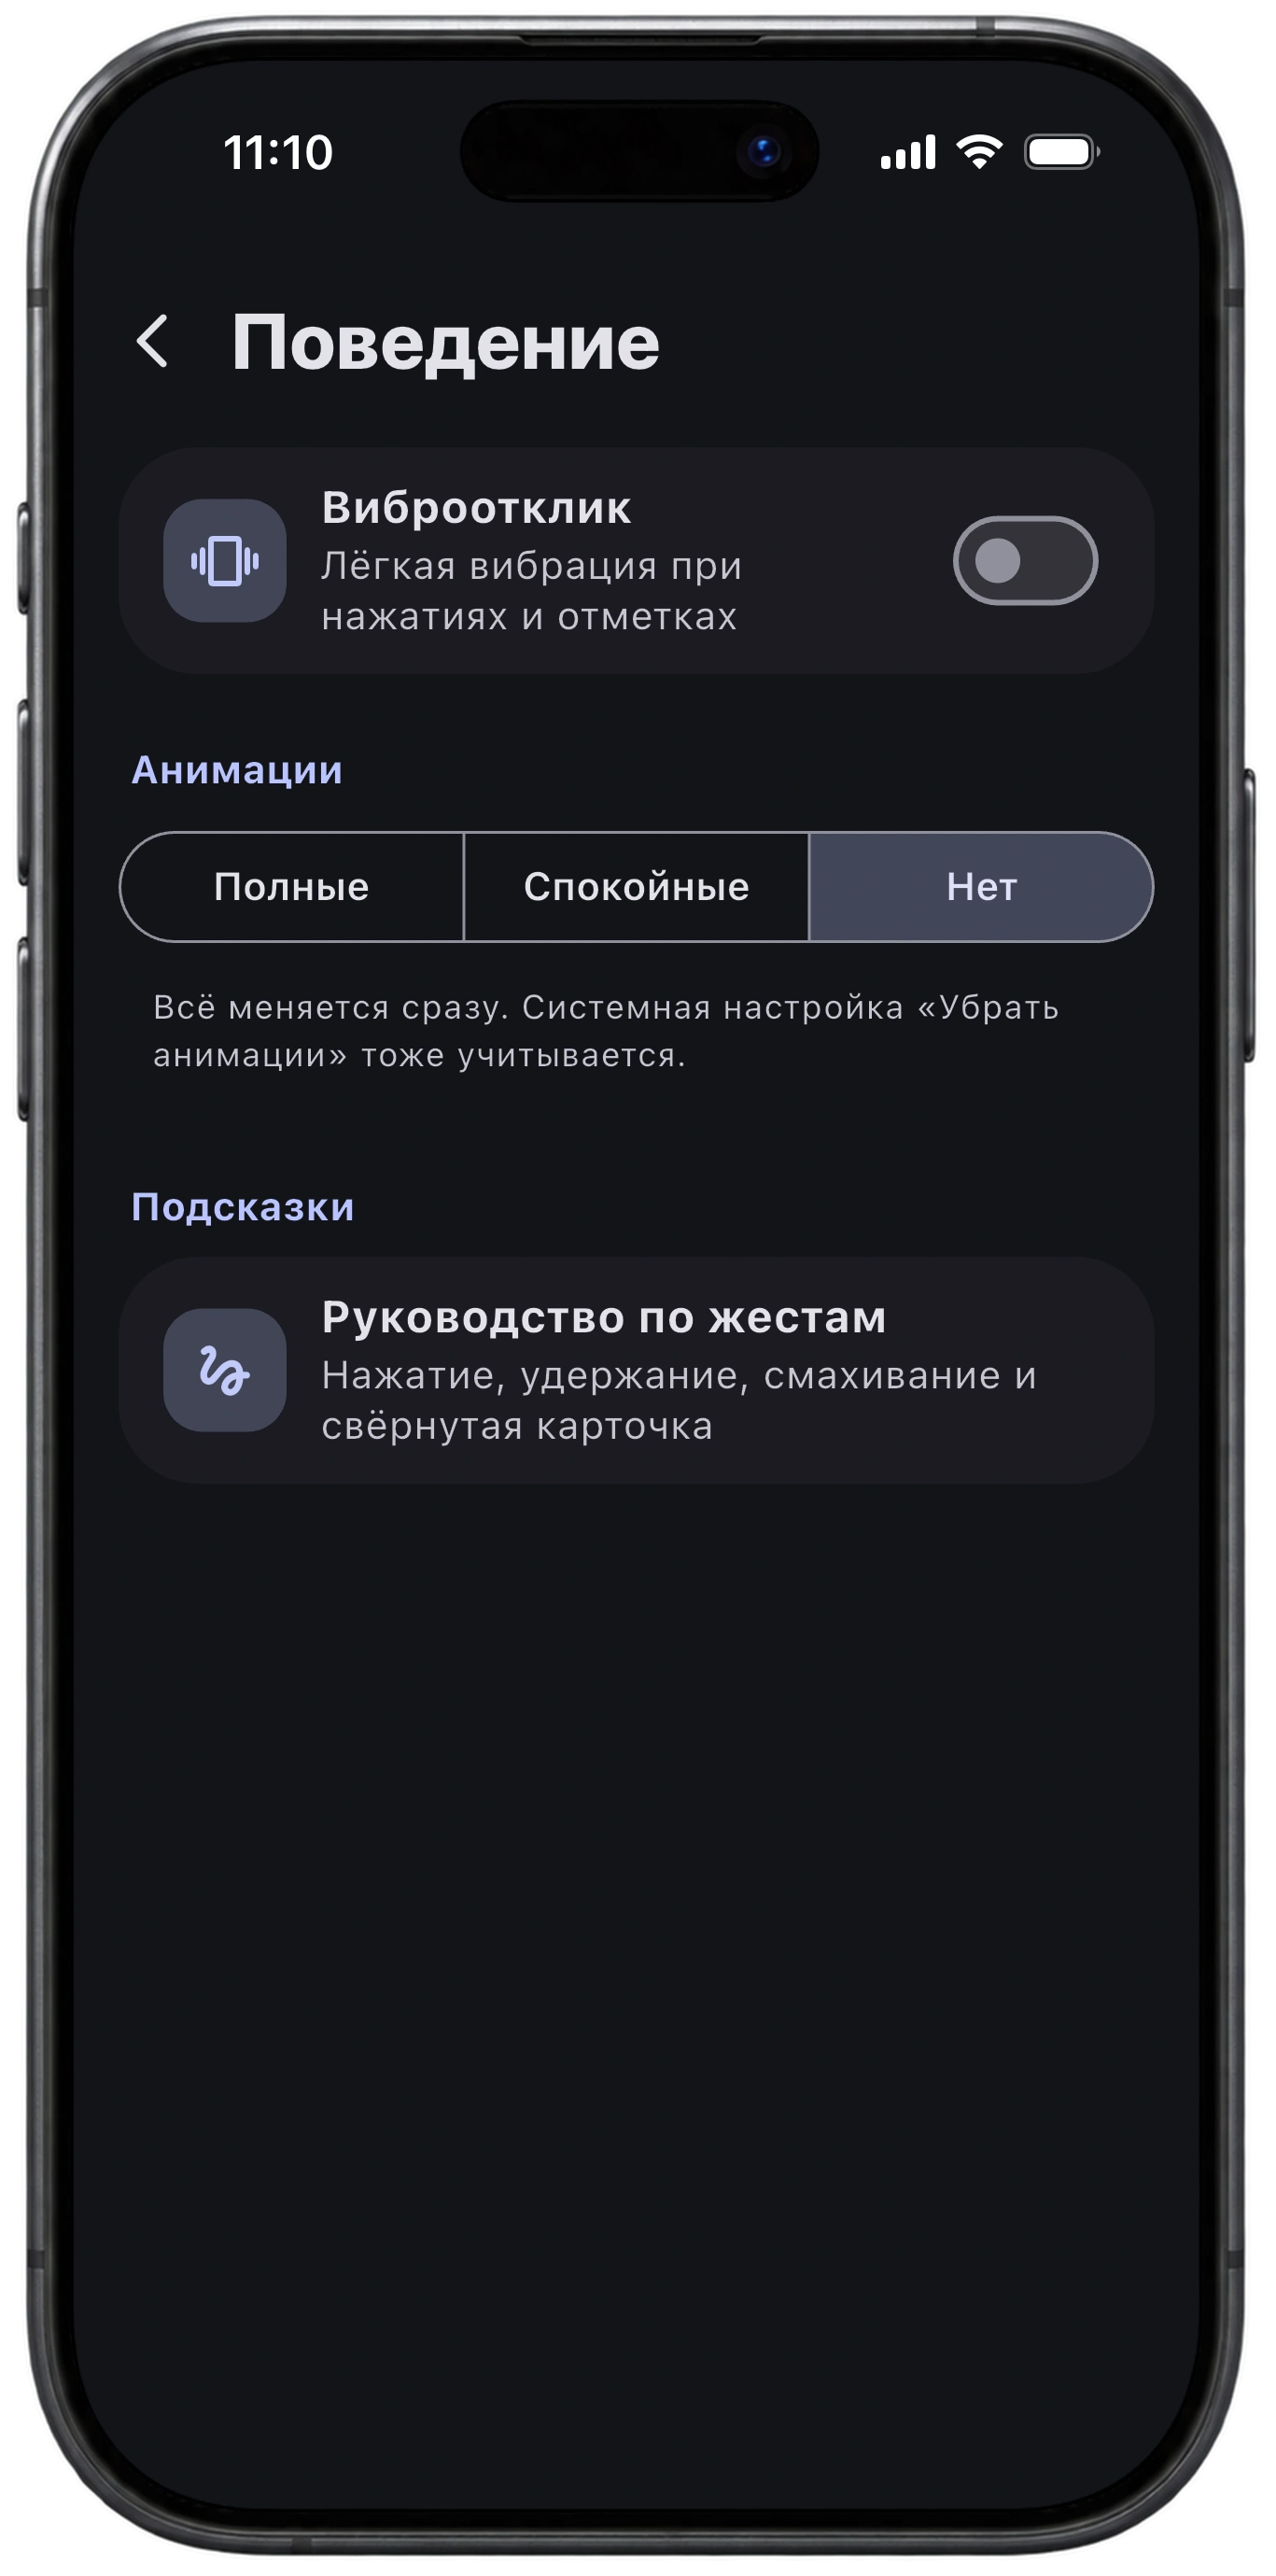 11:10
Поведение
Виброотклик
Лёгкая вибрация при
нажатиях и отметках
Анимации
Полные
Спокойные
Нет
Всё меняется сразу. Системная настройка «Убрать
анимации» тоже учитывается.
Подсказки
Руководство по жестам
Нажатие, удержание, смахивание и
свёрнутая карточка